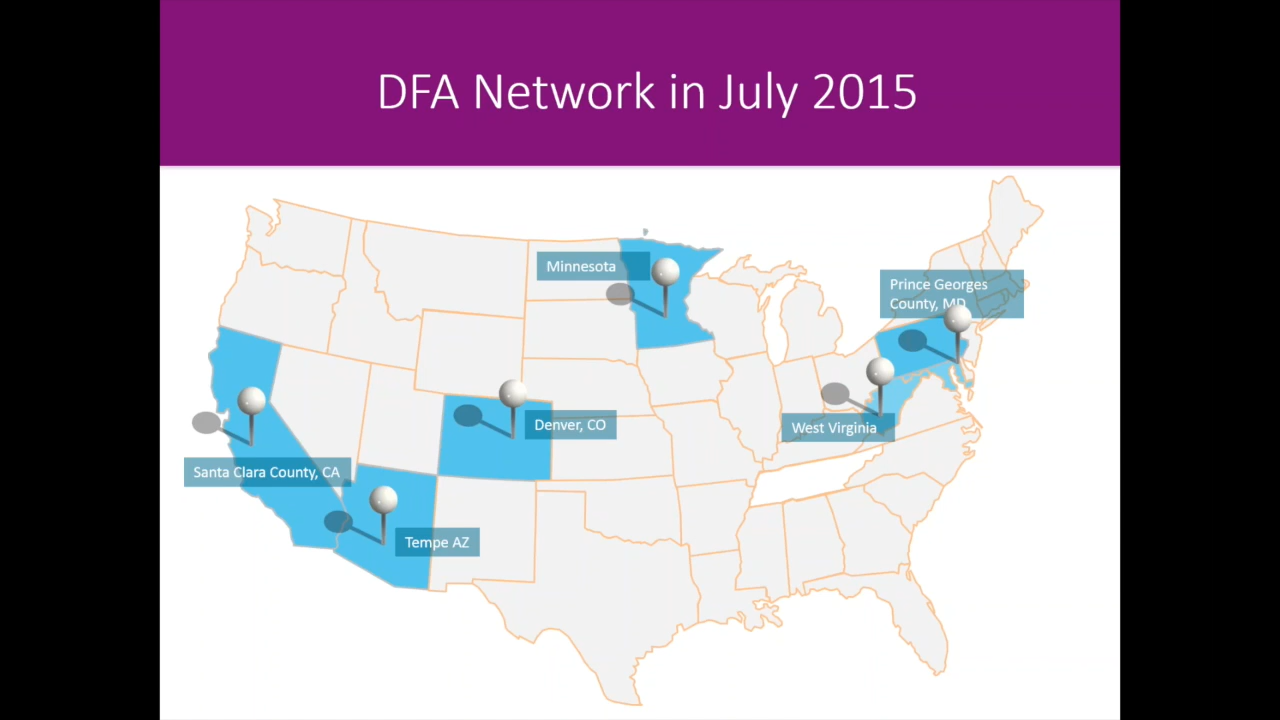 DFA Network in July 2015
Minnesota
Prince Georges
County, MD
Denver, CO
West Virginia
Santa Clara County, CA
Tempe AZ